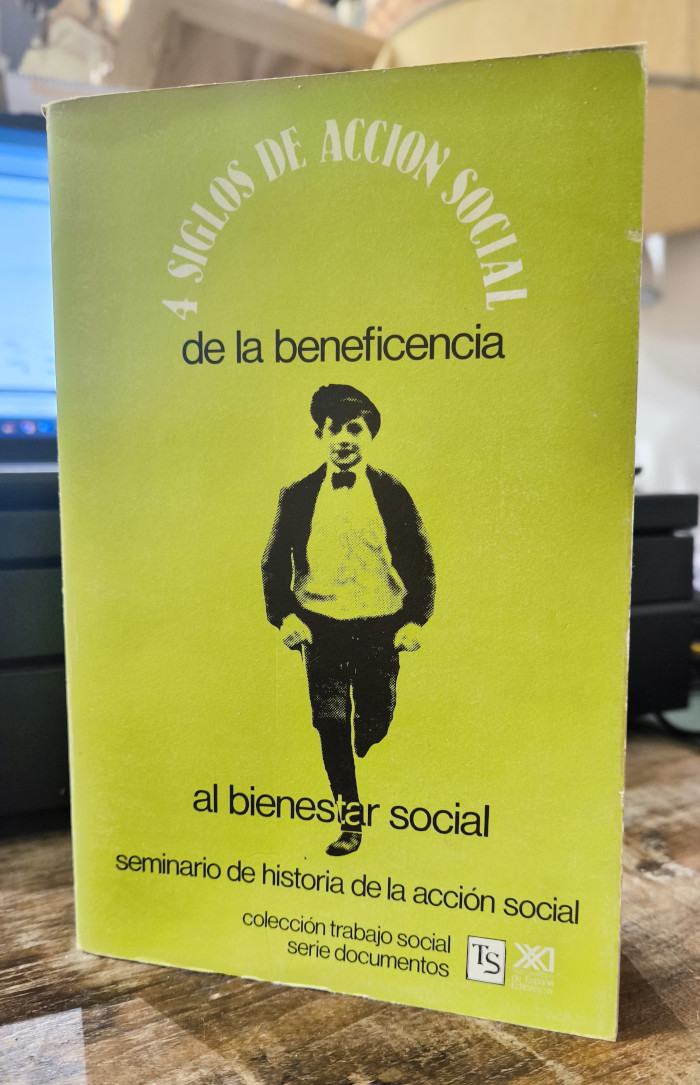 4 SIGLOS DE ACCION SOCIAL
de la beneficencia
al bienestar social
seminario de historia de la acción social
colección trabajo social
serie documentos
TS
XXI